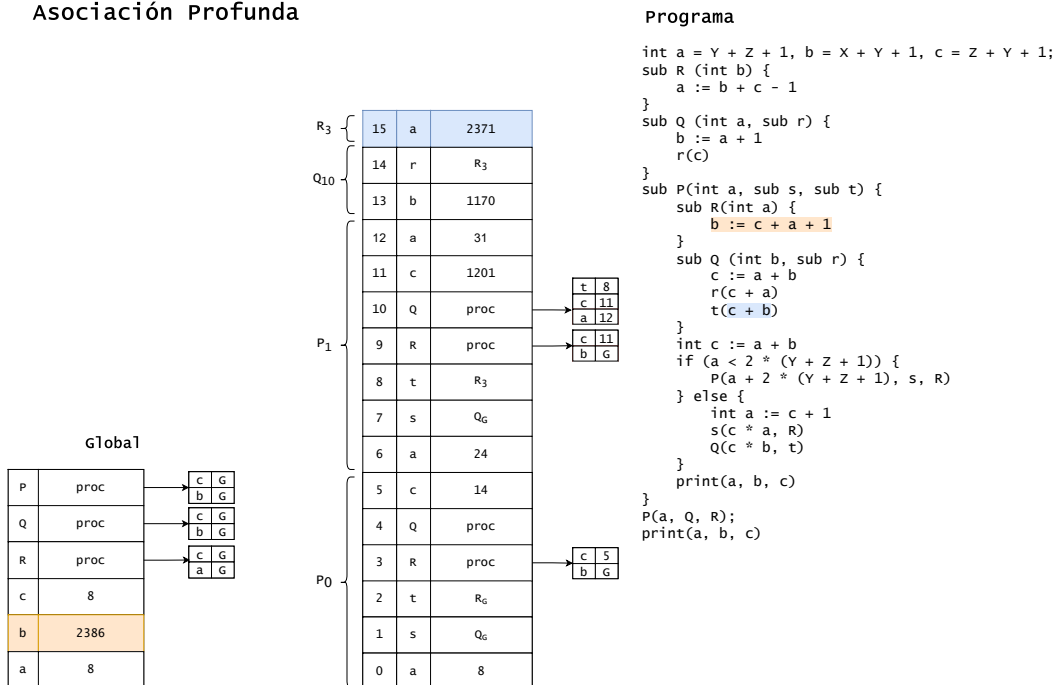 Asociación Profunda
Global
P proc
c G
b G
Q proc
c G
b G
R proc
c G
a G
c 8
b 2386
a 8
R3
15 a 2371
Q10
14 r R3
13 b 1170
P1
12 a 31
11 c 1201
10 Q proc
t 8
c 11
a 12
9 R proc
c 11
b G
8 t R3
7 s QG
6 a 24
P0
5 c 14
4 Q proc
3 R proc
c 5
b G
2 t RG
1 s QG
0 a 8
Programa
int a = Y + Z + 1, b = X + Y + 1, c = Z + Y + 1;
sub R (int b) {
    a := b + c - 1
}
sub Q (int a, sub r) {
    b := a + 1
    r(c)
}
sub P(int a, sub s, sub t) {
    sub R(int a) {
        b := c + a + 1
    }
    sub Q (int b, sub r) {
        c := a + b
        r(c + a)
        t(c + b)
    }
    int c := a + b
    if (a < 2 * (Y + Z + 1)) {
        P(a + 2 * (Y + Z + 1), s, R)
    } else {
        int a := c + 1
        s(c * a, R)
        Q(c * b, t)
    }
    print(a, b, c)
}
P(a, Q, R);
print(a, b, c)